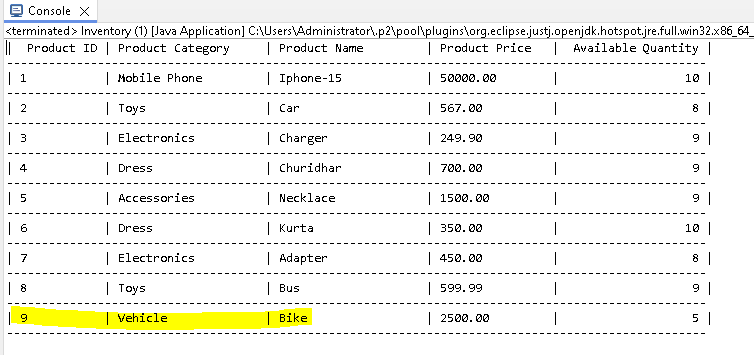 Console
<terminated> Inventory (1) [Java Application] C:\Users\Administrator\.p2\pool\plugins\org.eclipse.justj.openjdk.hotspot.jre.full.win32.x86_64_
| Product ID | Product Category | Product Name | Product Price | Available Quantity |
| 1 | Mobile Phone | Iphone-15 | 50000.00 | 10 |
| 2 | Toys | Car | 567.00 | 8 |
| 3 | Electronics | Charger | 249.90 | 9 |
| 4 | Dress | Churidhar | 700.00 | 9 |
| 5 | Accessories | Necklace | 1500.00 | 9 |
| 6 | Dress | Kurta | 350.00 | 10 |
| 7 | Electronics | Adapter | 450.00 | 8 |
| 8 | Toys | Bus | 599.99 | 9 |
| 9 | Vehicle | Bike | 2500.00 | 5 |